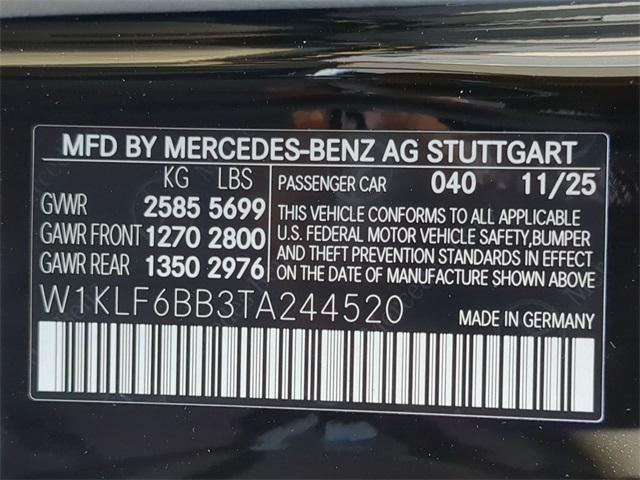 MFD BY MERCEDES-BENZ AG STUTTGART
KG LBS
GVWR 2585 5699
GAWR FRONT 1270 2800
GAWR REAR 1350 2976
PASSENGER CAR 040 11/25
THIS VEHICLE CONFORMS TO ALL APPLICABLE
U.S. FEDERAL MOTOR VEHICLE SAFETY,BUMPER
AND THEFT PREVENTION STANDARDS IN EFFECT
ON THE DATE OF MANUFACTURE SHOWN ABOVE
W1KLF6BB3TA244520
MADE IN GERMANY